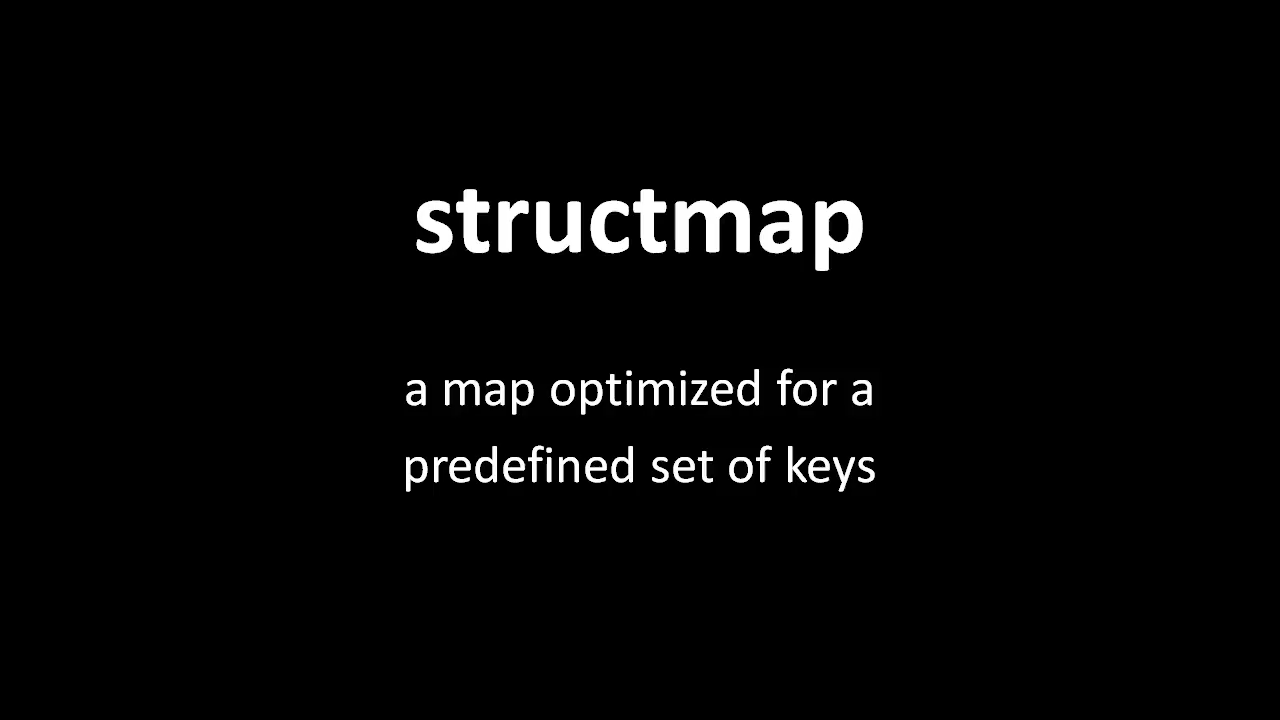 structmap
a map optimized for a
predefined set of keys